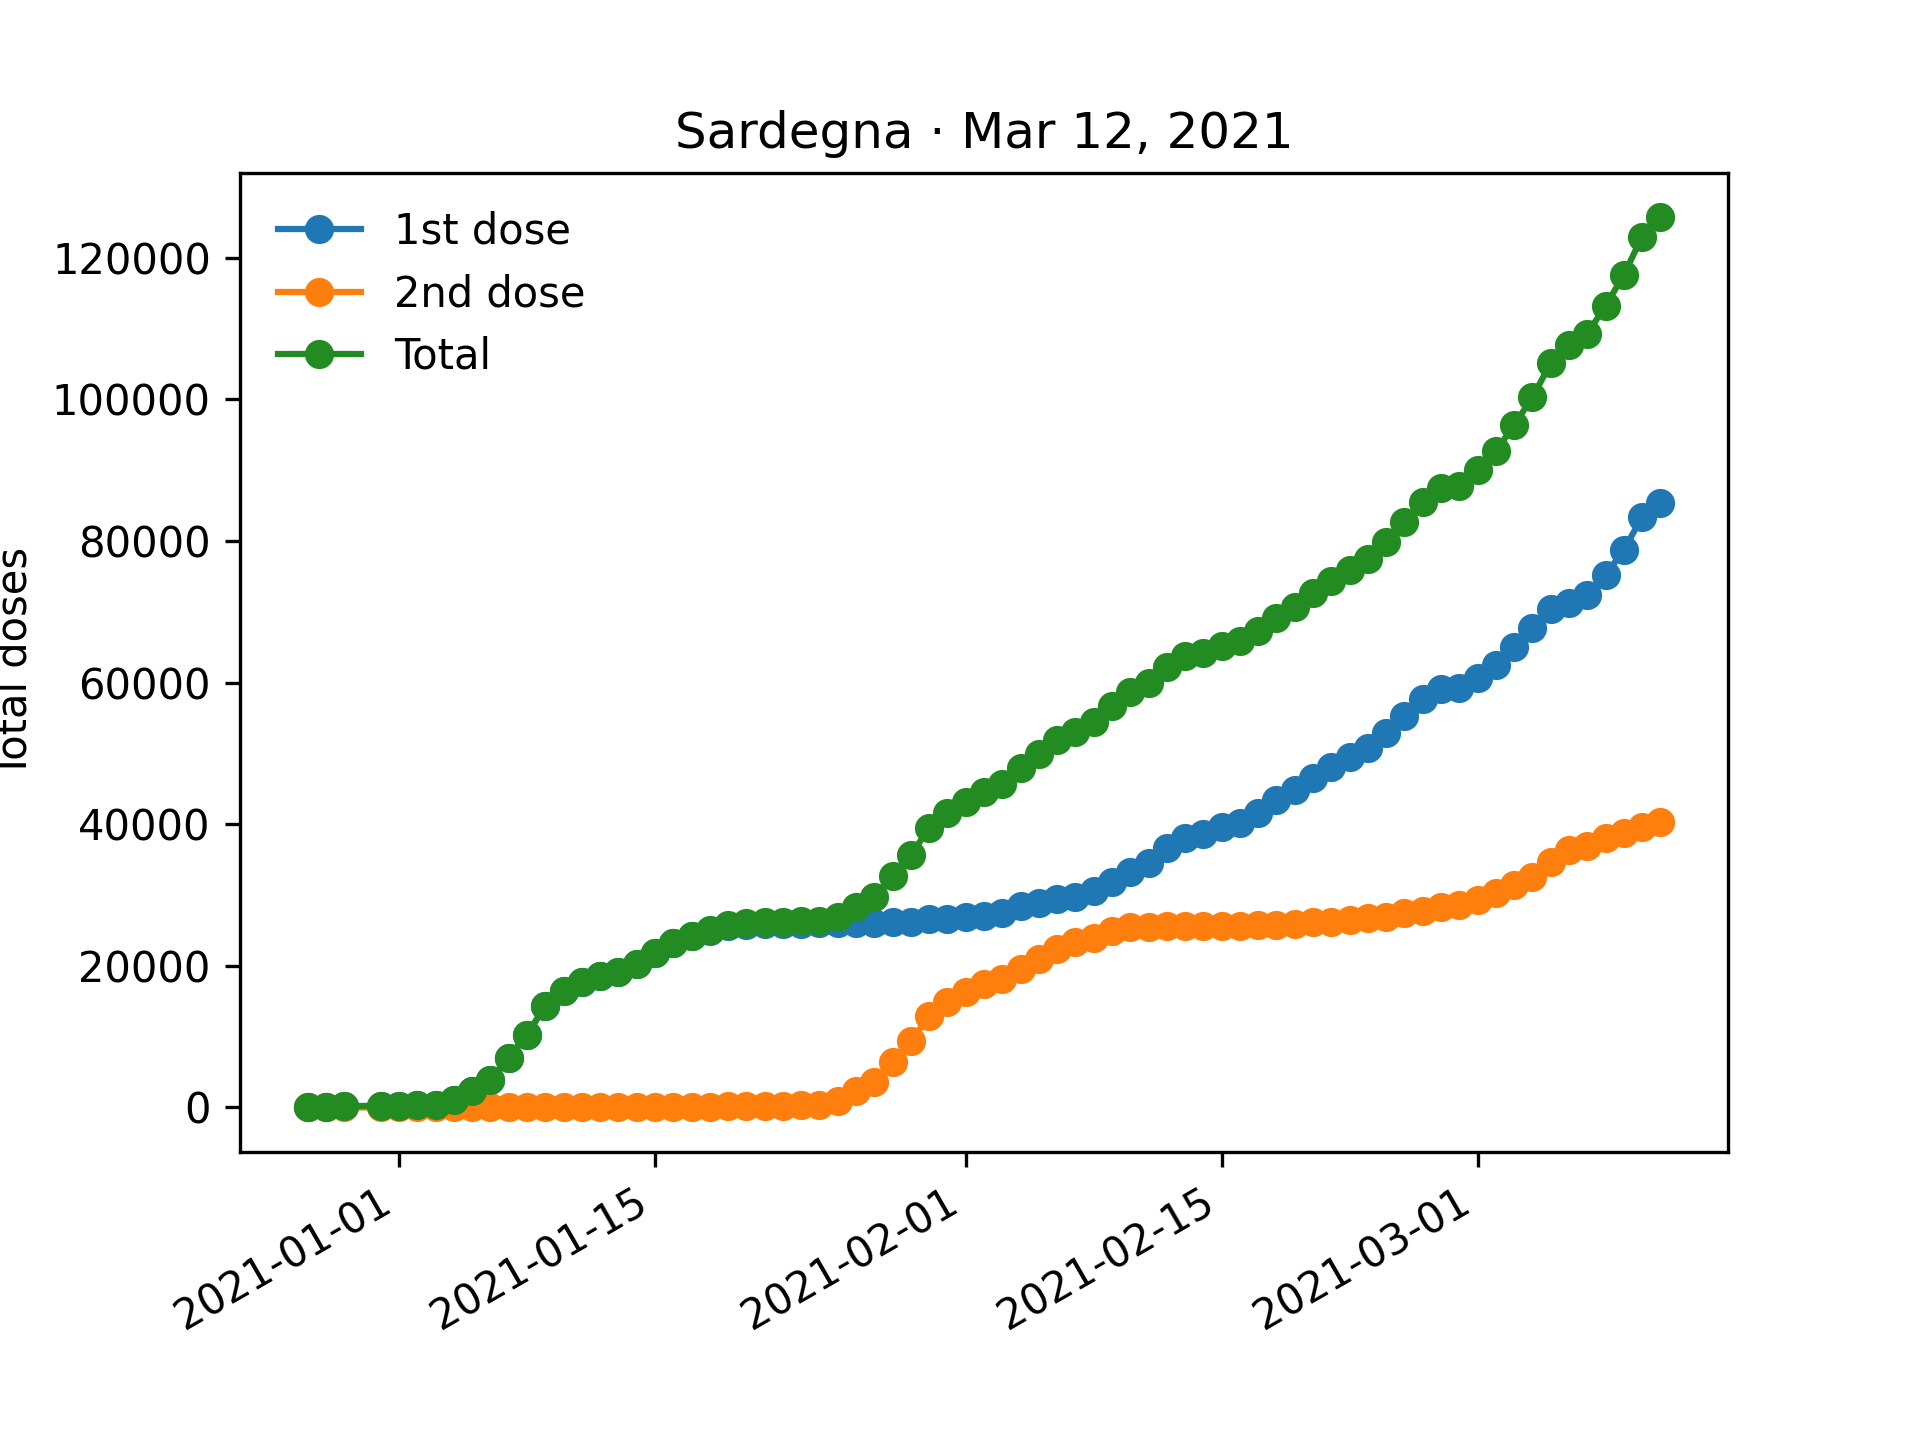 Sardegna · Mar 12, 2021
1st dose
2nd dose
Total
120000
100000
80000
60000
40000
20000
0
Total doses
2021-01-01
2021-01-15
2021-02-01
2021-02-15
2021-03-01